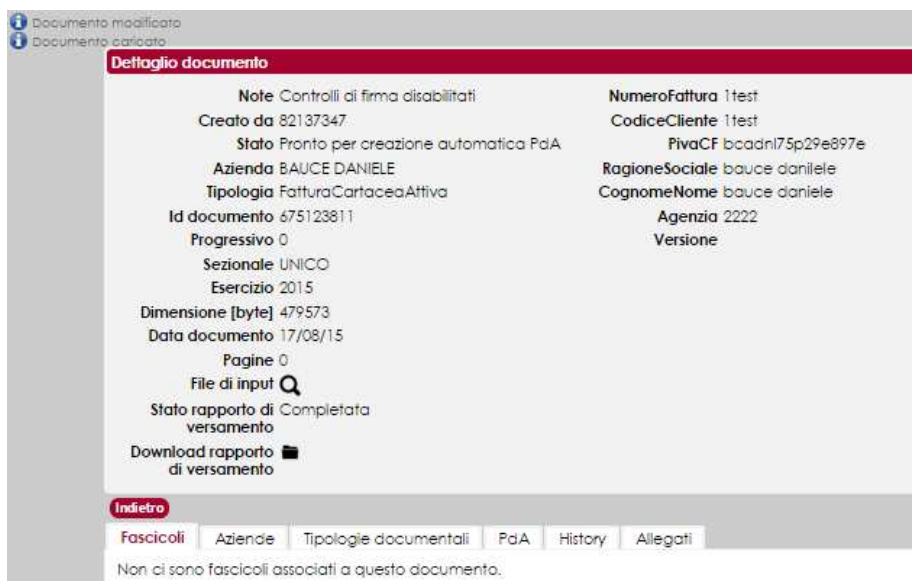 Documento modificato
Documento caricato
Dettaglio documento
Note Controlli di firma disabilitati
Creato da 82137347
Stato Pronto per creazione automatica PdA
Azienda BAUCE DANIELE
Tipologia FatturaCartaceaAttiva
Id documento 675123811
Progressivo 0
Sezionale UNICO
Esercizio 2015
Dimensione [byte] 479573
Data documento 17/08/15
Pagine 0
File di input
Stato rapporto di versamento Completata
Download rapporto di versamento
NumeroFattura 1test
CodiceCliente 1test
PivaCF bcadnl75p29e897e
RagioneSociale bauce danilele
CognomeNome bauce daniele
Agenzia 2222
Versione
Indietro
Fascicoli Aziende Tipologie documentali PdA History Allegati
Non ci sono fascicoli associati a questo documento.